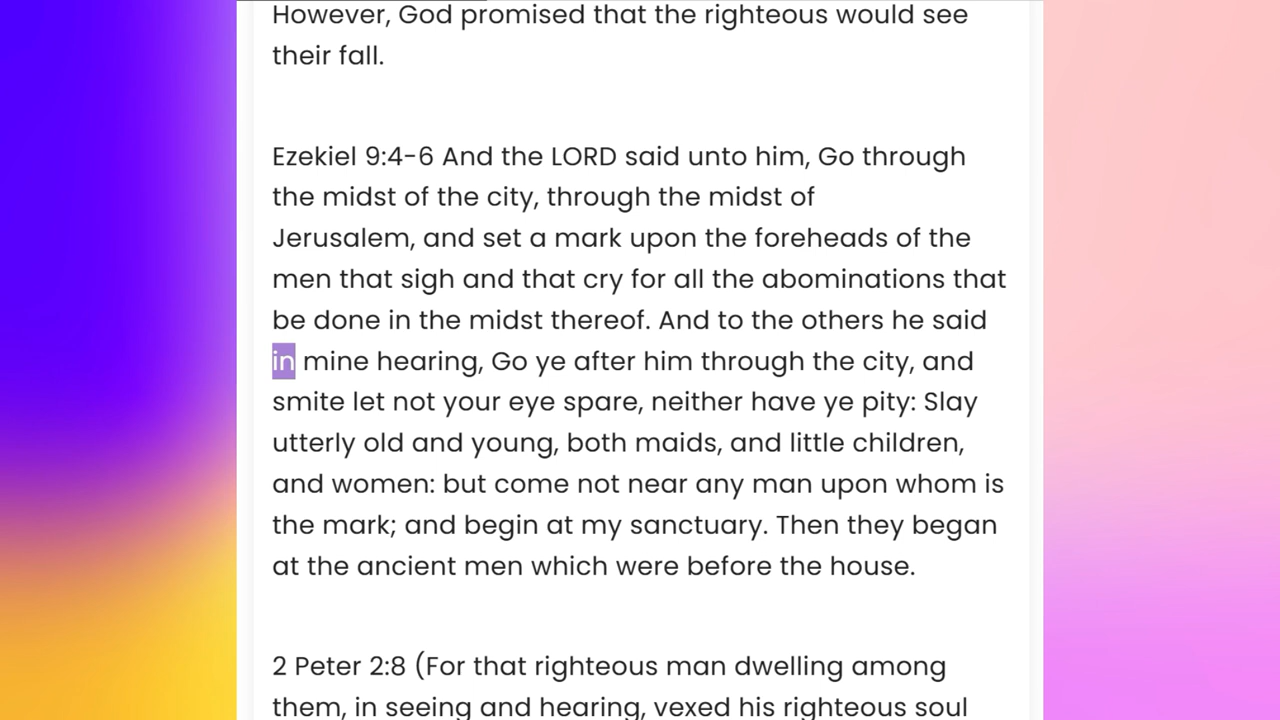 However, God promised that the righteous would see
their fall.
Ezekiel 9:4-6 And the LORD said unto him, Go through
the midst of the city, through the midst of
Jerusalem, and set a mark upon the foreheads of the
men that sigh and that cry for all the abominations that
be done in the midst thereof. And to the others he said
in mine hearing, Go ye after him through the city, and
smite let not your eye spare, neither have ye pity: Slay
utterly old and young, both maids, and little children,
and women: but come not near any man upon whom is
the mark; and begin at my sanctuary. Then they began
at the ancient men which were before the house.
2 Peter 2:8 (For that righteous man dwelling among
them, in seeing and hearing, vexed his righteous soul